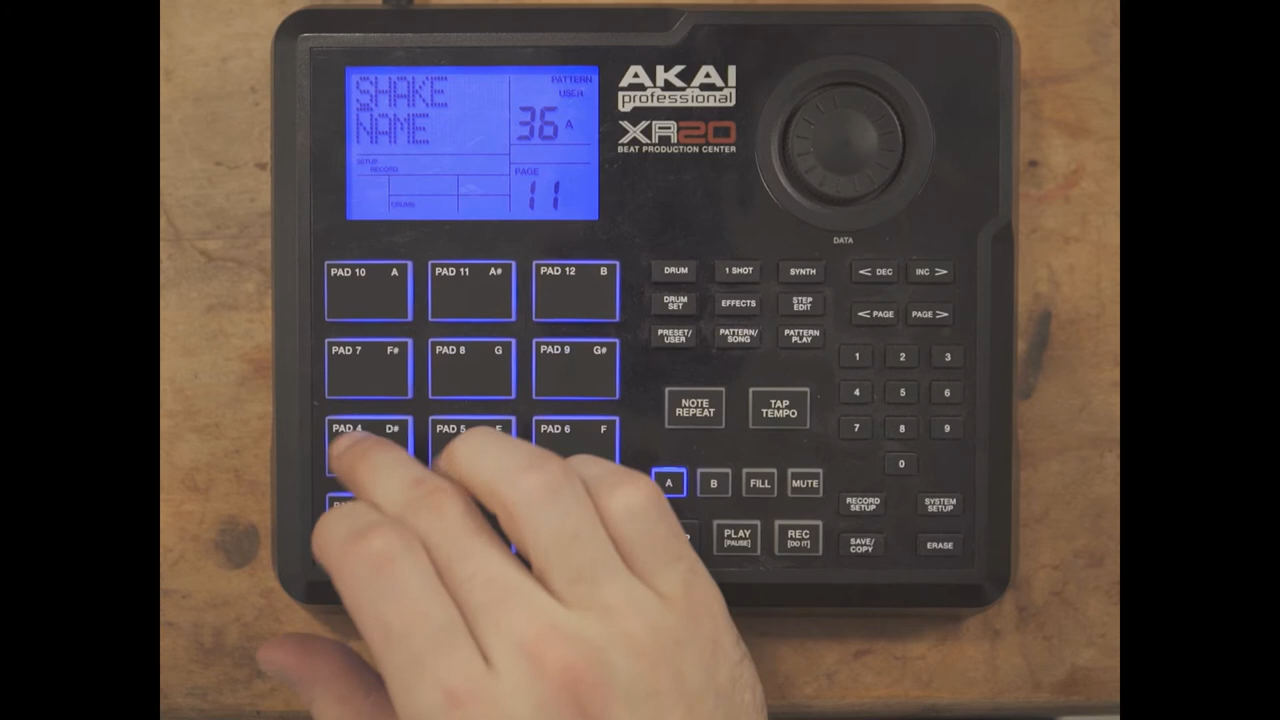 SHAKE
NAME
PATTERN
USER
36 A
SETUP
RECORD
DRUMS
PAGE
11
AKAI
professional
XR20
BEAT PRODUCTION CENTER
DATA
PAD 10 A
PAD 11 A#
PAD 12 B
PAD 7 F#
PAD 8 G
PAD 9 G#
PAD 4 D#
PAD 5 E
PAD 6 F
DRUM
1 SHOT
SYNTH
DRUM
SET
EFFECTS
STEP
EDIT
PRESET/
USER
PATTERN/
SONG
PATTERN
PLAY
< DEC
INC >
< PAGE
PAGE >
1
2
3
4
5
6
7
8
9
0
NOTE
REPEAT
TAP
TEMPO
A
B
FILL
MUTE
PLAY
[PAUSE]
REC
[DO IT]
RECORD
SETUP
SYSTEM
SETUP
SAVE/
COPY
ERASE